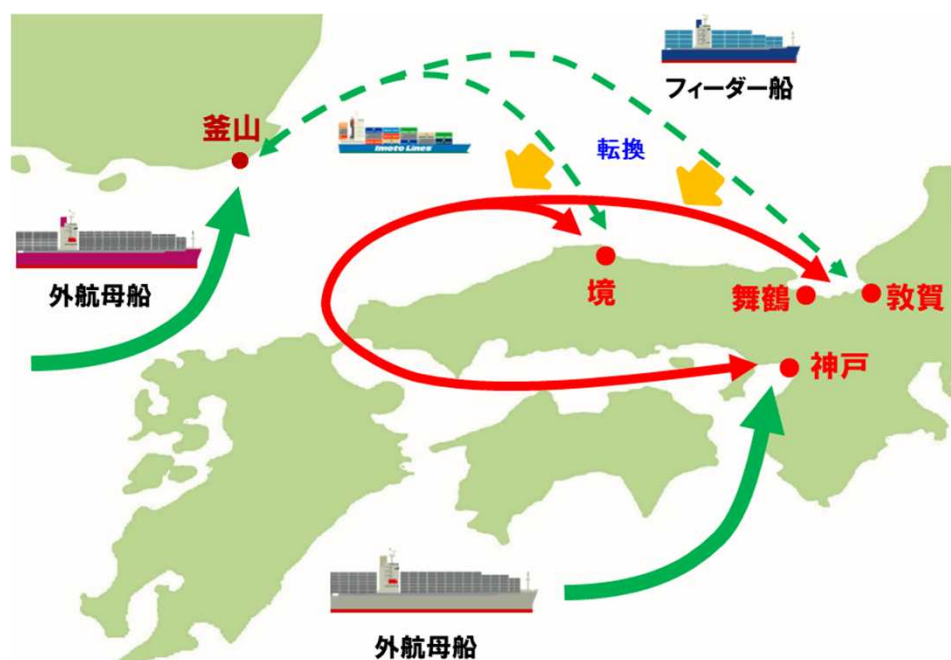 フィーダー船
釜山
Imoto Lines
転換
外航母船
境
舞鶴
敦賀
神戸
外航母船